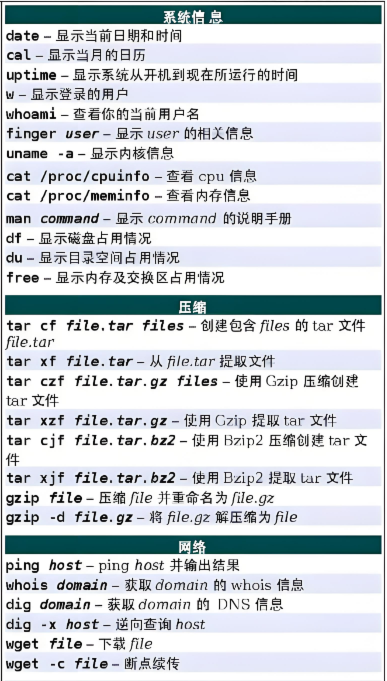 系统信息
date – 显示当前日期和时间
cal – 显示当月的日历
uptime – 显示系统从开机到现在所运行的时间
w – 显示登录的用户
whoami – 查看你的当前用户名
finger user – 显示 user 的相关信息
uname -a – 显示内核信息
cat /proc/cpuinfo – 查看 cpu 信息
cat /proc/meminfo – 查看内存信息
man command – 显示 command 的说明手册
df – 显示磁盘占用情况
du – 显示目录空间占用情况
free – 显示内存及交换区占用情况
压缩
tar cf file.tar files – 创建包含 files 的 tar 文件
file.tar
tar xf file.tar – 从 file.tar 提取文件
tar czf file.tar.gz files – 使用 Gzip 压缩创建
tar 文件
tar xzf file.tar.gz – 使用 Gzip 提取 tar 文件
tar cjf file.tar.bz2 – 使用 Bzip2 压缩创建 tar 文
件
tar xjf file.tar.bz2 – 使用 Bzip2 提取 tar 文件
gzip file – 压缩 file 并重命名为 file.gz
gzip -d file.gz – 将 file.gz 解压缩为 file
网络
ping host – ping host 并输出结果
whois domain – 获取 domain 的 whois 信息
dig domain – 获取 domain 的 DNS 信息
dig -x host – 逆向查询 host
wget file – 下载 file
wget -c file – 断点续传